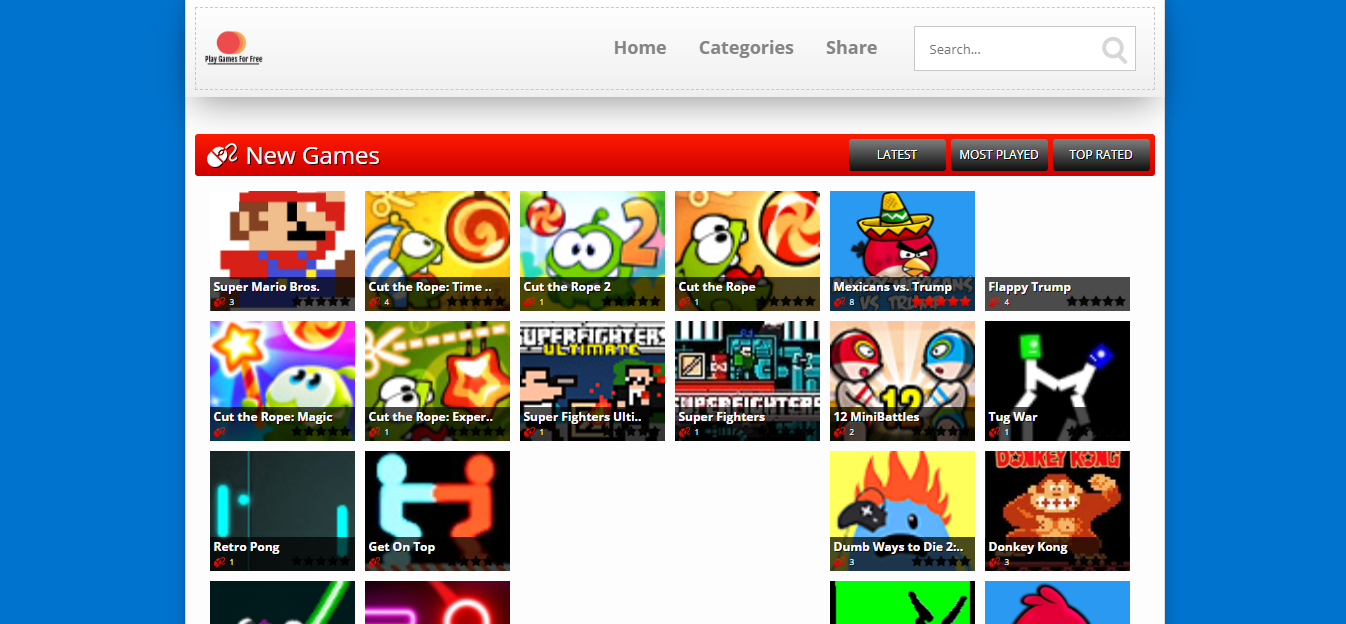 Play Games For Free
Home
Categories
Share
Search...
New Games
LATEST
MOST PLAYED
TOP RATED
Super Mario Bros.
3
Cut the Rope: Time ..
4
2
Cut the Rope 2
1
Cut the Rope
1
Mexicans vs. Trump
8
Flappy Trump
4
Cut the Rope: Magic
Cut the Rope: Exper..
1
SUPERFIGHTERS
ULTIMATE
Super Fighters Ulti..
1
SUPERFIGHTERS
Super Fighters
1
12
12 MiniBattles
2
Tug War
1
Retro Pong
1
Get On Top
Dumb Ways to Die 2:..
3
DONKEY KONG
Donkey Kong
3